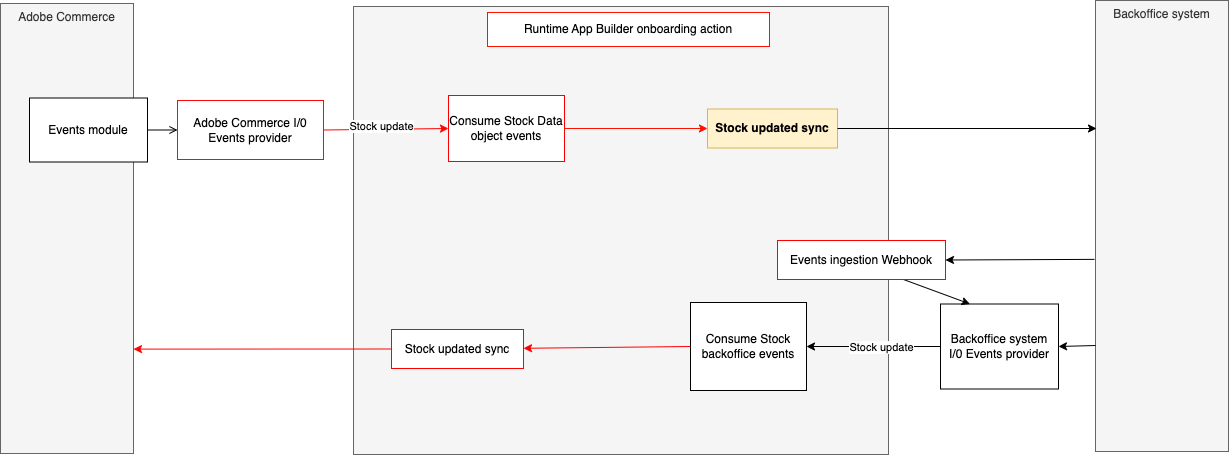 Adobe Commerce
Runtime App Builder onboarding action
Backoffice system
Events module
Adobe Commerce I/0
Events provider
Stock update
Consume Stock Data
object events
Stock updated sync
Events ingestion Webhook
Stock updated sync
Consume Stock
backoffice events
Stock update
Backoffice system
I/0 Events provider